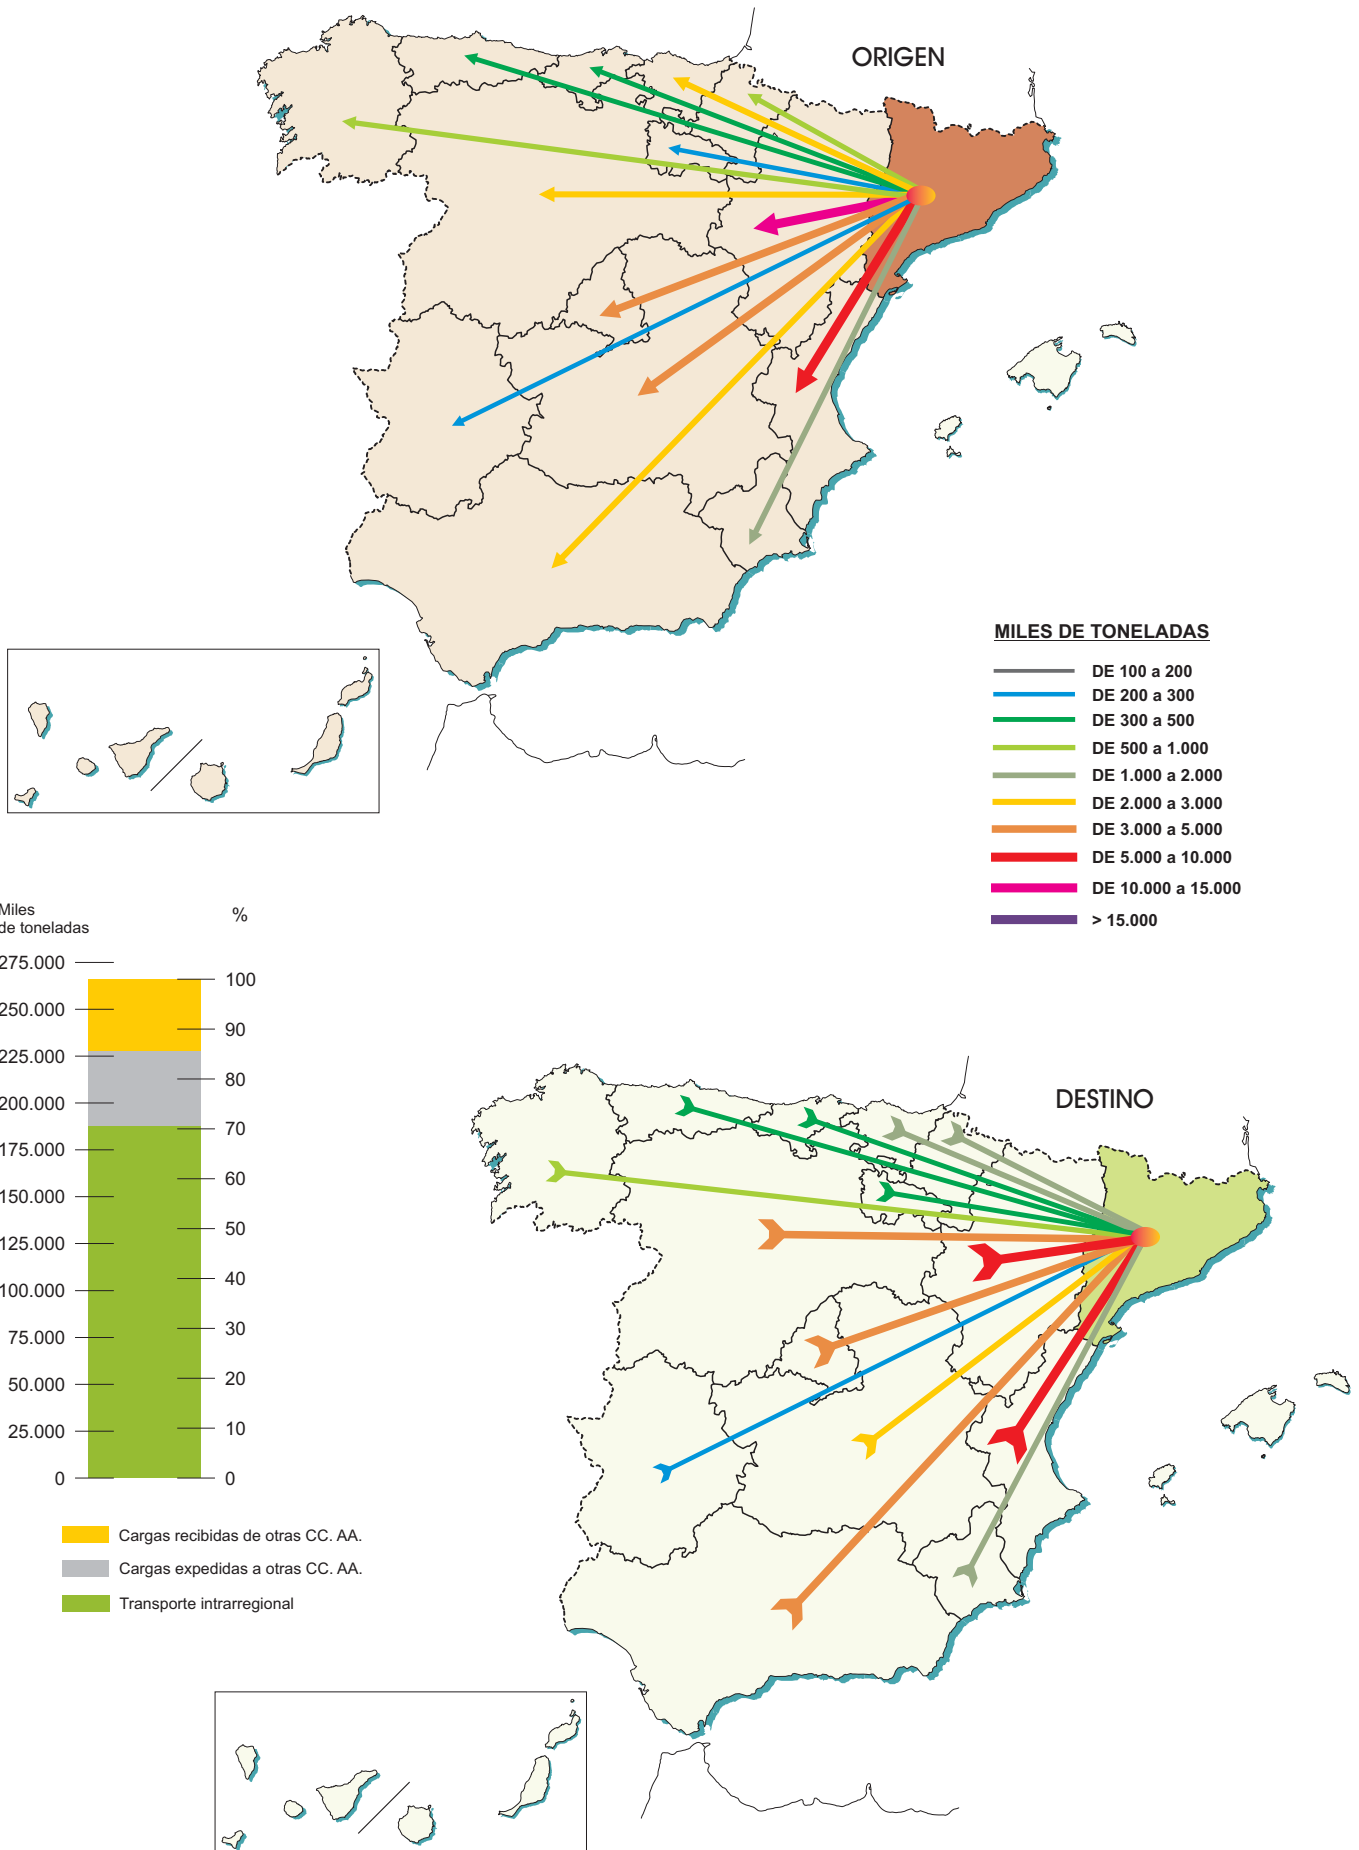 ORIGEN
MILES DE TONELADAS
DE 100 a 200
DE 200 a 300
DE 300 a 500
DE 500 a 1.000
DE 1.000 a 2.000
DE 2.000 a 3.000
DE 3.000 a 5.000
DE 5.000 a 10.000
DE 10.000 a 15.000
> 15.000
Miles
de toneladas
%
275.000
250.000
225.000
200.000
175.000
150.000
125.000
100.000
75.000
50.000
25.000
0
100
90
80
70
60
50
40
30
20
10
0
Cargas recibidas de otras CC. AA.
Cargas expedidas a otras CC. AA.
Transporte intrarregional
DESTINO